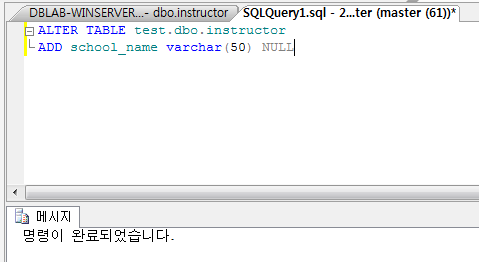 DBLAB-WINSERVER...- dbo.instructor
SQLQuery1.sql - 2...ter (master (61))*
ALTER TABLE test.dbo.instructor
ADD school_name varchar(50) NULL
메시지
명령이 완료되었습니다.